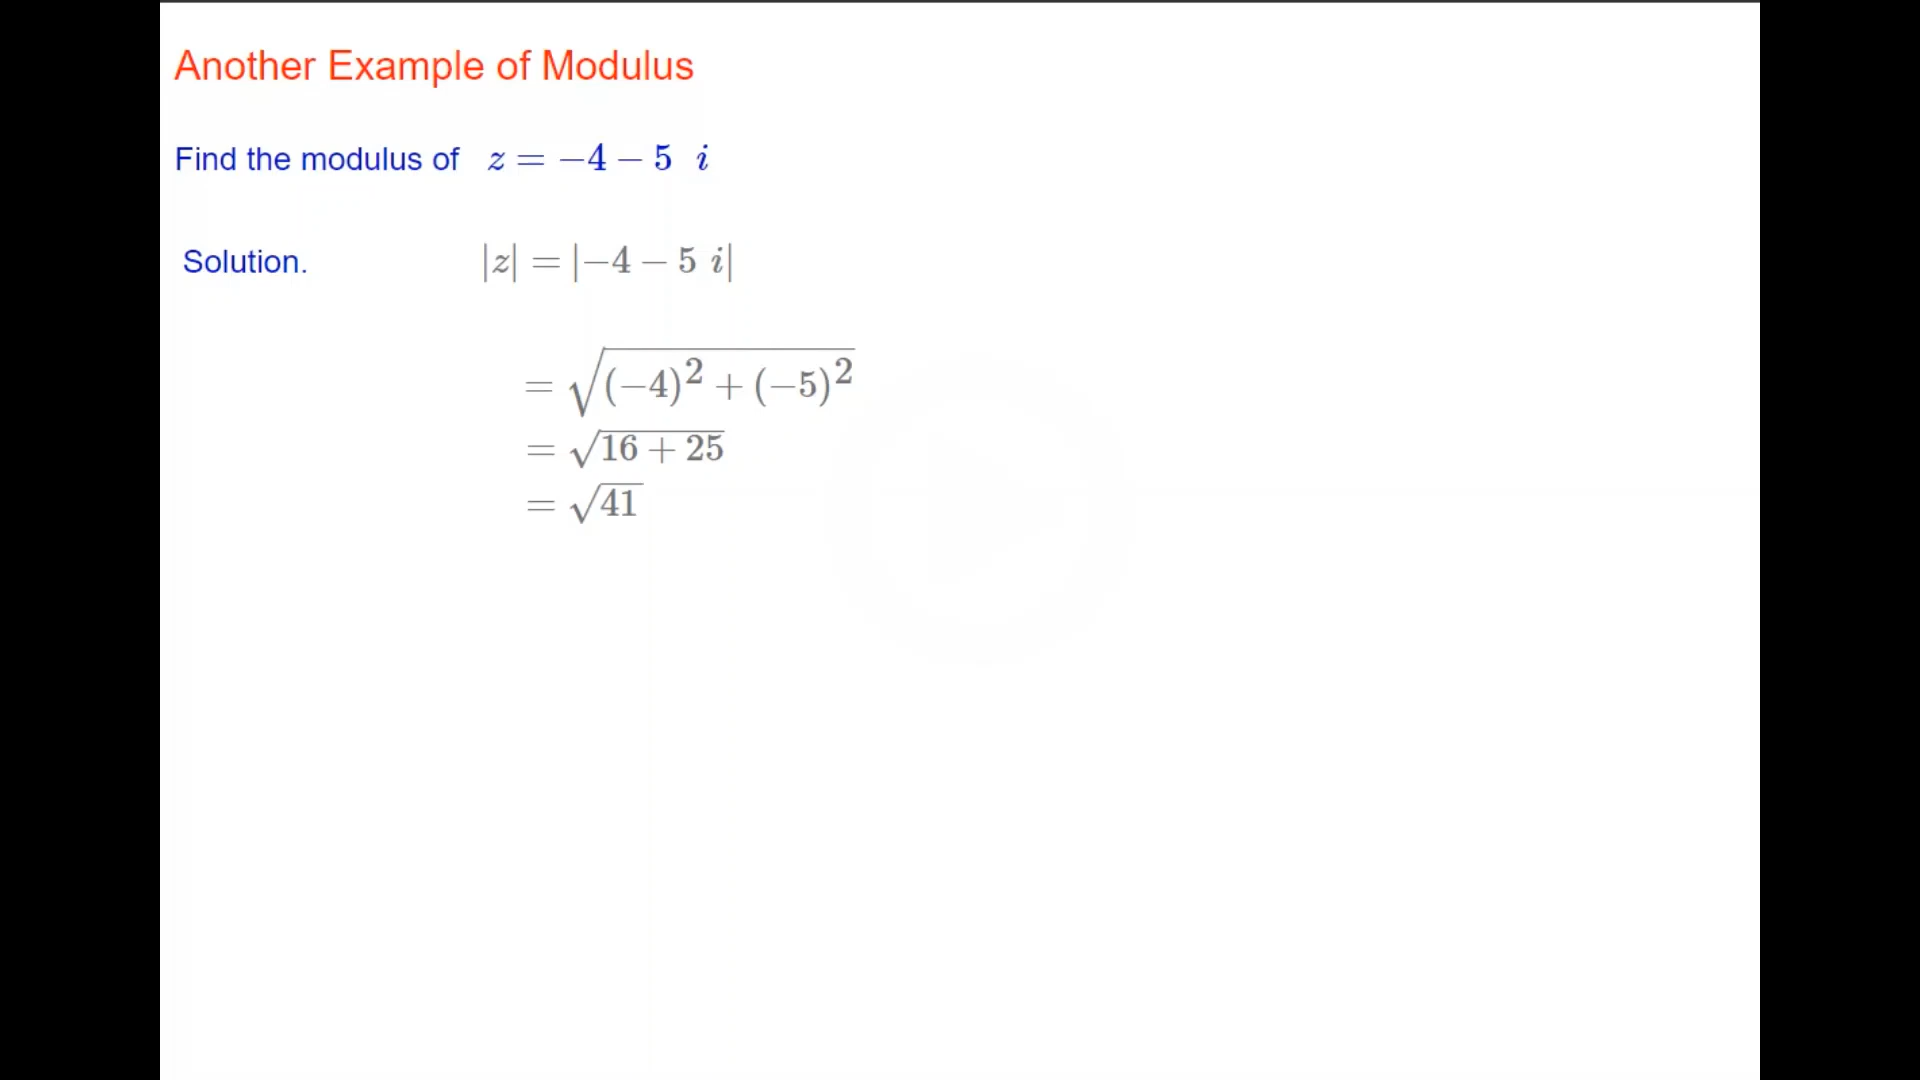 Another Example of Modulus
Find the modulus of z = −4 − 5 i
Solution. |z| = |−4 − 5 i|
= √((−4)² + (−5)²)
= √(16 + 25)
= √41